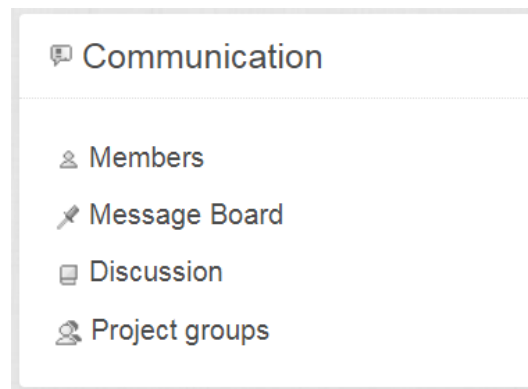 Communication
Members
Message Board
Discussion
Project groups